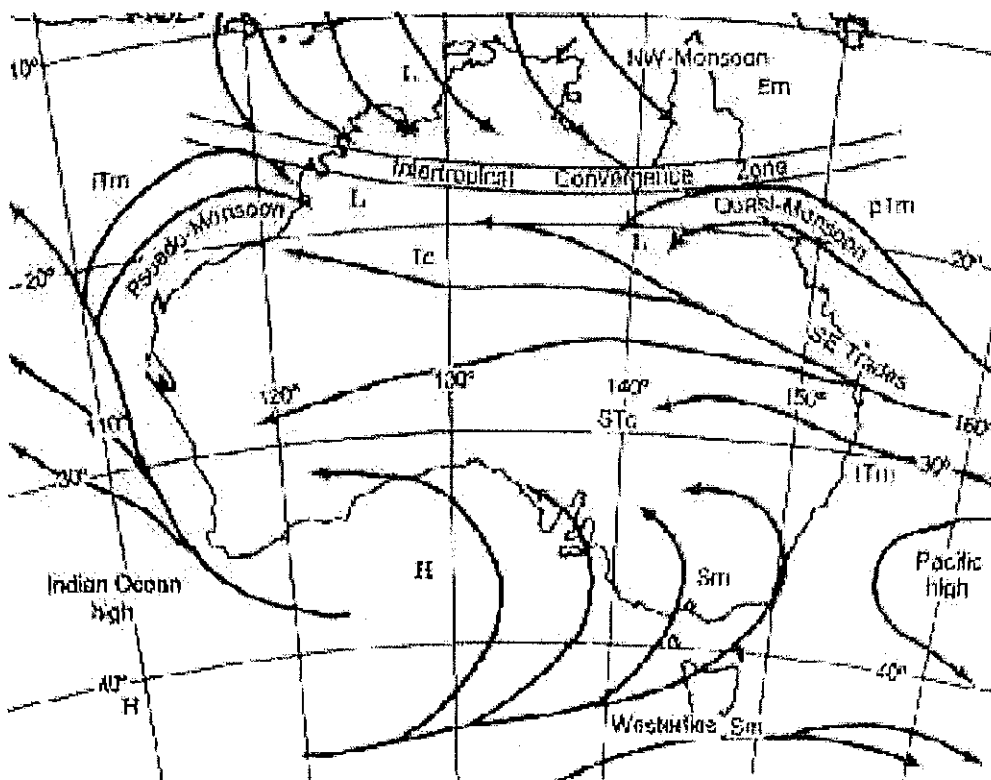 10°
L
NW-Monsoon
Em
Intertropical Convergence Zone
iTm
L
Pseudo-Monsoon
Quasi-Monsoon
pTm
L
Tc
20°
20°
SE Trades
120°
130°
140°
150°
160°
110°
STc
30°
30°
iTm
H
Sm
Indian Ocean
high
Pacific
high
40°
40°
H
Westerlies Sm